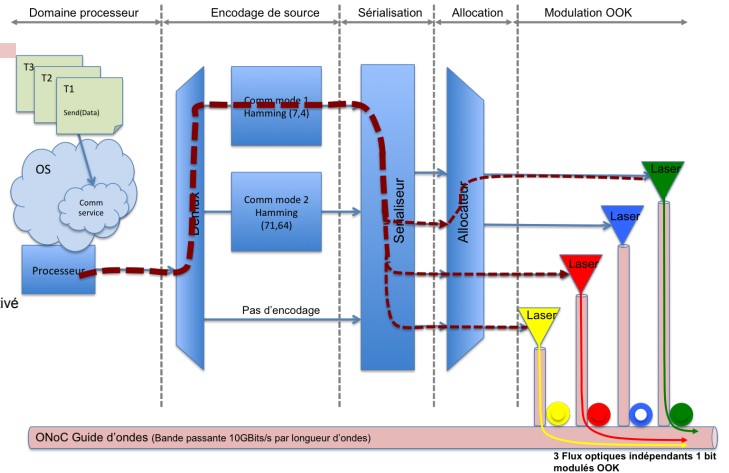 Domaine processeur
Encodage de source
Sérialisation
Allocation
Modulation OOK
T3
T2
T1
Send(Data)
OS
Comm
service
Processeur
ivé
Demux
Comm mode 1
Hamming (7,4)
Comm mode 2
Hamming
(71,64)
Pas d'encodage
Sérialiseur
Allocateur
Laser
Laser
Laser
Laser
ONoC Guide d'ondes (Bande passante 10GBits/s par longueur d'ondes)
3 Flux optiques indépendants 1 bit
modulés OOK